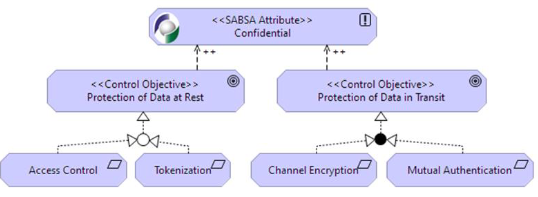 <<SABSA Attribute>>
Confidential
++
++
<<Control Objective>>
Protection of Data at Rest
<<Control Objective>>
Protection of Data in Transit
Access Control
Tokenization
Channel Encryption
Mutual Authentication